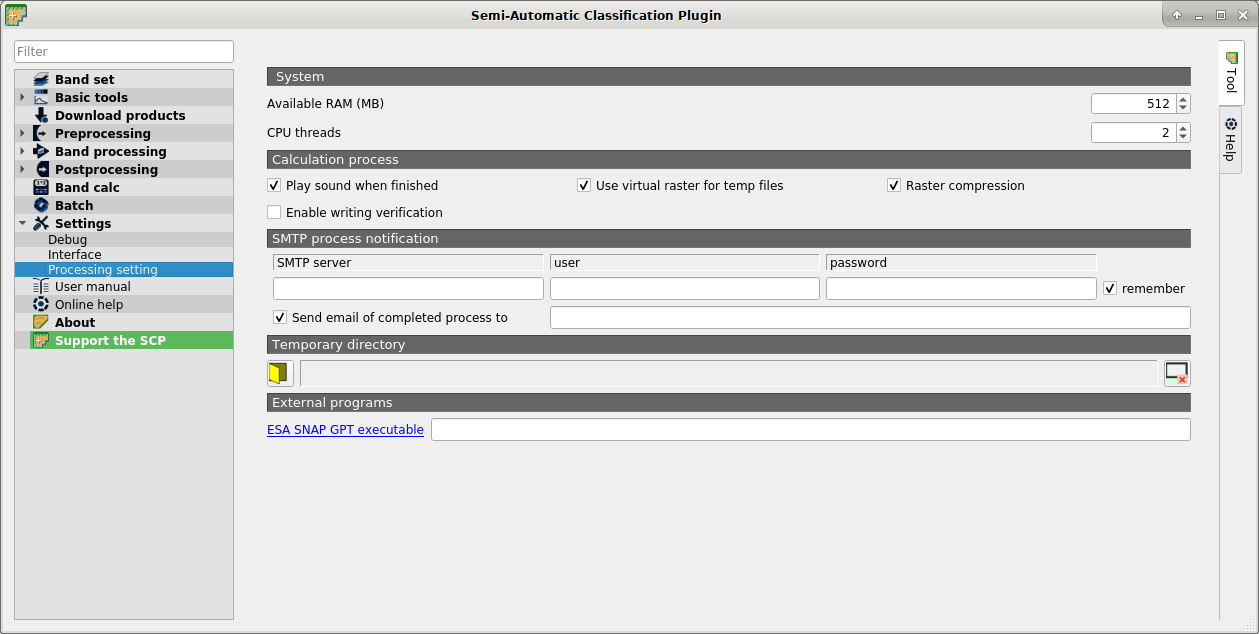 Semi-Automatic Classification Plugin
Filter
Band set
Basic tools
Download products
Preprocessing
Band processing
Postprocessing
Band calc
Batch
Settings
Debug
Interface
Processing setting
User manual
Online help
About
Support the SCP
System
Available RAM (MB) 512
CPU threads 2
Calculation process
Play sound when finished Use virtual raster for temp files Raster compression
Enable writing verification
SMTP process notification
SMTP server user password
remember
Send email of completed process to
Temporary directory
External programs
ESA SNAP GPT executable
Tool
Help